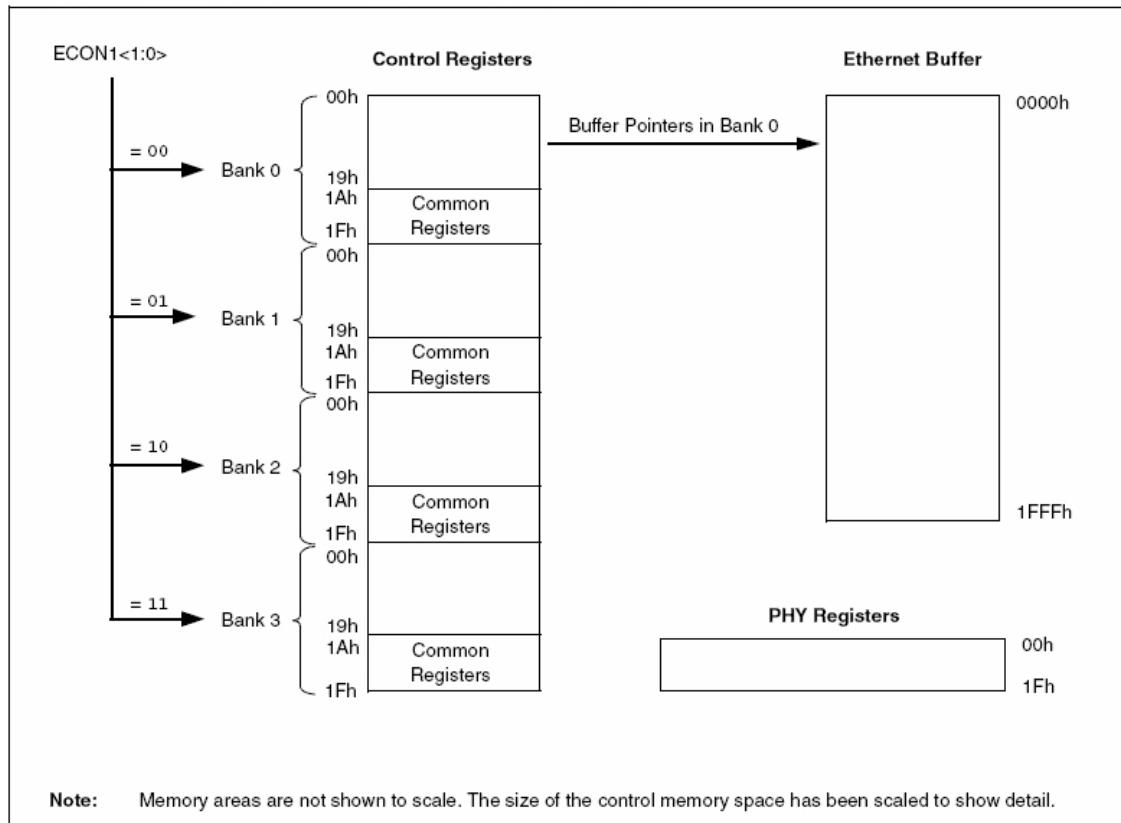 ECON1<1:0>
Control Registers
Ethernet Buffer
= 00
Bank 0
00h
19h
1Ah
1Fh
Common
Registers
Buffer Pointers in Bank 0
0000h
1FFFh
= 01
Bank 1
00h
19h
1Ah
1Fh
Common
Registers
= 10
Bank 2
00h
19h
1Ah
1Fh
Common
Registers
= 11
Bank 3
00h
19h
1Ah
1Fh
Common
Registers
PHY Registers
00h
1Fh
Note: Memory areas are not shown to scale. The size of the control memory space has been scaled to show detail.